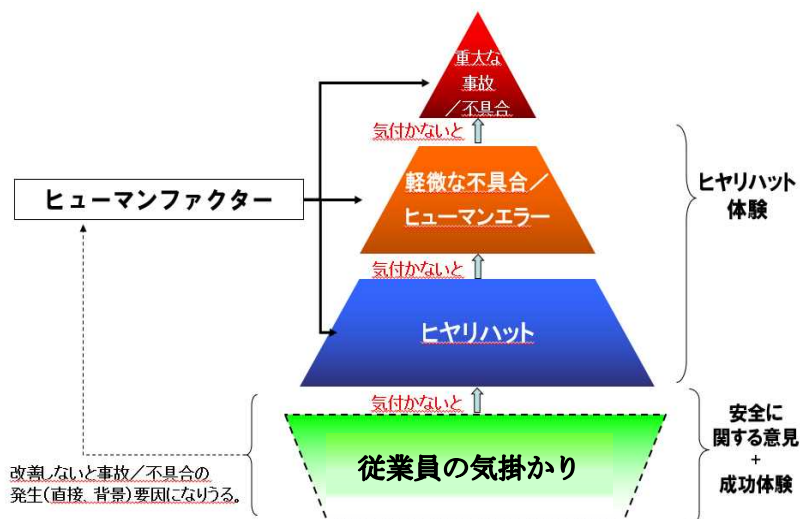 重大な
事故
／不具合
気付かないと
軽微な不具合／
ヒューマンエラー
ヒヤリハット
体験
ヒューマンファクター
気付かないと
ヒヤリハット
気付かないと
安全に
関する意見
+
成功体験
従業員の気掛かり
改善しないと事故／不具合の
発生(直接、背景)要因になりうる。